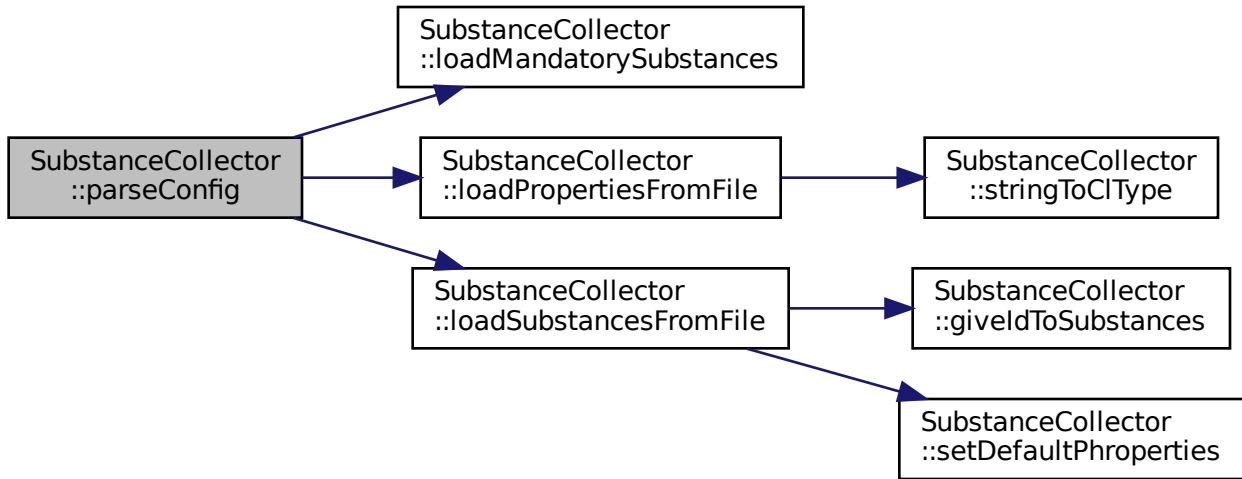 SubstanceCollector
::loadMandatorySubstances
SubstanceCollector
::parseConfig
SubstanceCollector
::loadPropertiesFromFile
SubstanceCollector
::stringToClType
SubstanceCollector
::loadSubstancesFromFile
SubstanceCollector
::giveIdToSubstances
SubstanceCollector
::setDefaultPhroperties